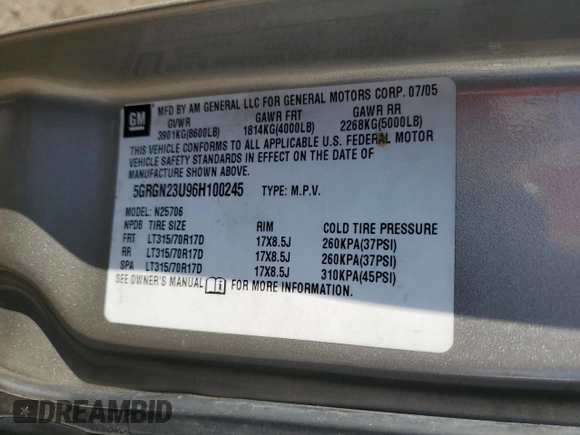 GM
MFD BY AM GENERAL LLC FOR GENERAL MOTORS CORP. 07/05
GVWR GAWR FRT GAWR RR
3901KG(8600LB) 1814KG(4000LB) 2268KG(5000LB)
THIS VEHICLE CONFORMS TO ALL APPLICABLE U.S. FEDERAL MOTOR
VEHICLE SAFETY STANDARDS IN EFFECT ON THE DATE OF
MANUFACTURE SHOWN ABOVE.
5GRGN23U96H100245 TYPE: M.P.V.
MODEL: N25706
NPDB TIRE SIZE RIM COLD TIRE PRESSURE
FRT LT315/70R17D 17X8.5J 260KPA(37PSI)
RR LT315/70R17D 17X8.5J 260KPA(37PSI)
SPA LT315/70R17D 17X8.5J 310KPA(45PSI)
SEE OWNER'S MANUAL FOR MORE INFORMATION.
DREAMBID